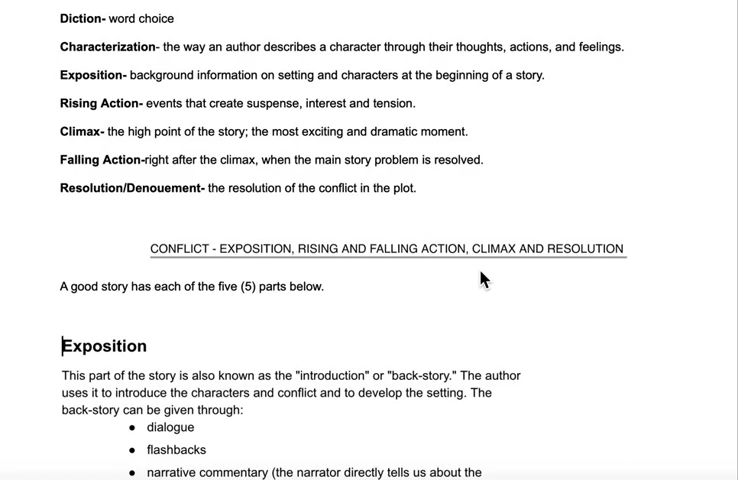 Diction- word choice
Characterization- the way an author describes a character through their thoughts, actions, and feelings.
Exposition- background information on setting and characters at the beginning of a story.
Rising Action- events that create suspense, interest and tension.
Climax- the high point of the story; the most exciting and dramatic moment.
Falling Action-right after the climax, when the main story problem is resolved.
Resolution/Denouement- the resolution of the conflict in the plot.
CONFLICT - EXPOSITION, RISING AND FALLING ACTION, CLIMAX AND RESOLUTION
A good story has each of the five (5) parts below.
Exposition
This part of the story is also known as the "introduction" or "back-story." The author
uses it to introduce the characters and conflict and to develop the setting. The
back-story can be given through:
● dialogue
● flashbacks
● narrative commentary (the narrator directly tells us about the